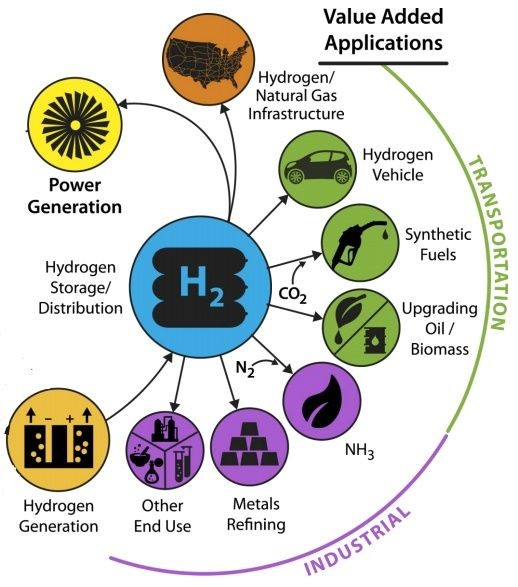 Value Added
Applications
Hydrogen/
Natural Gas
Infrastructure
Power
Generation
Hydrogen
Vehicle
TRANSPORTATION
Synthetic
Fuels
Hydrogen
Storage/
Distribution
H₂
CO₂
Upgrading
Oil /
Biomass
N₂
NH₃
– +
Hydrogen
Generation
Other
End Use
Metals
Refining
INDUSTRIAL